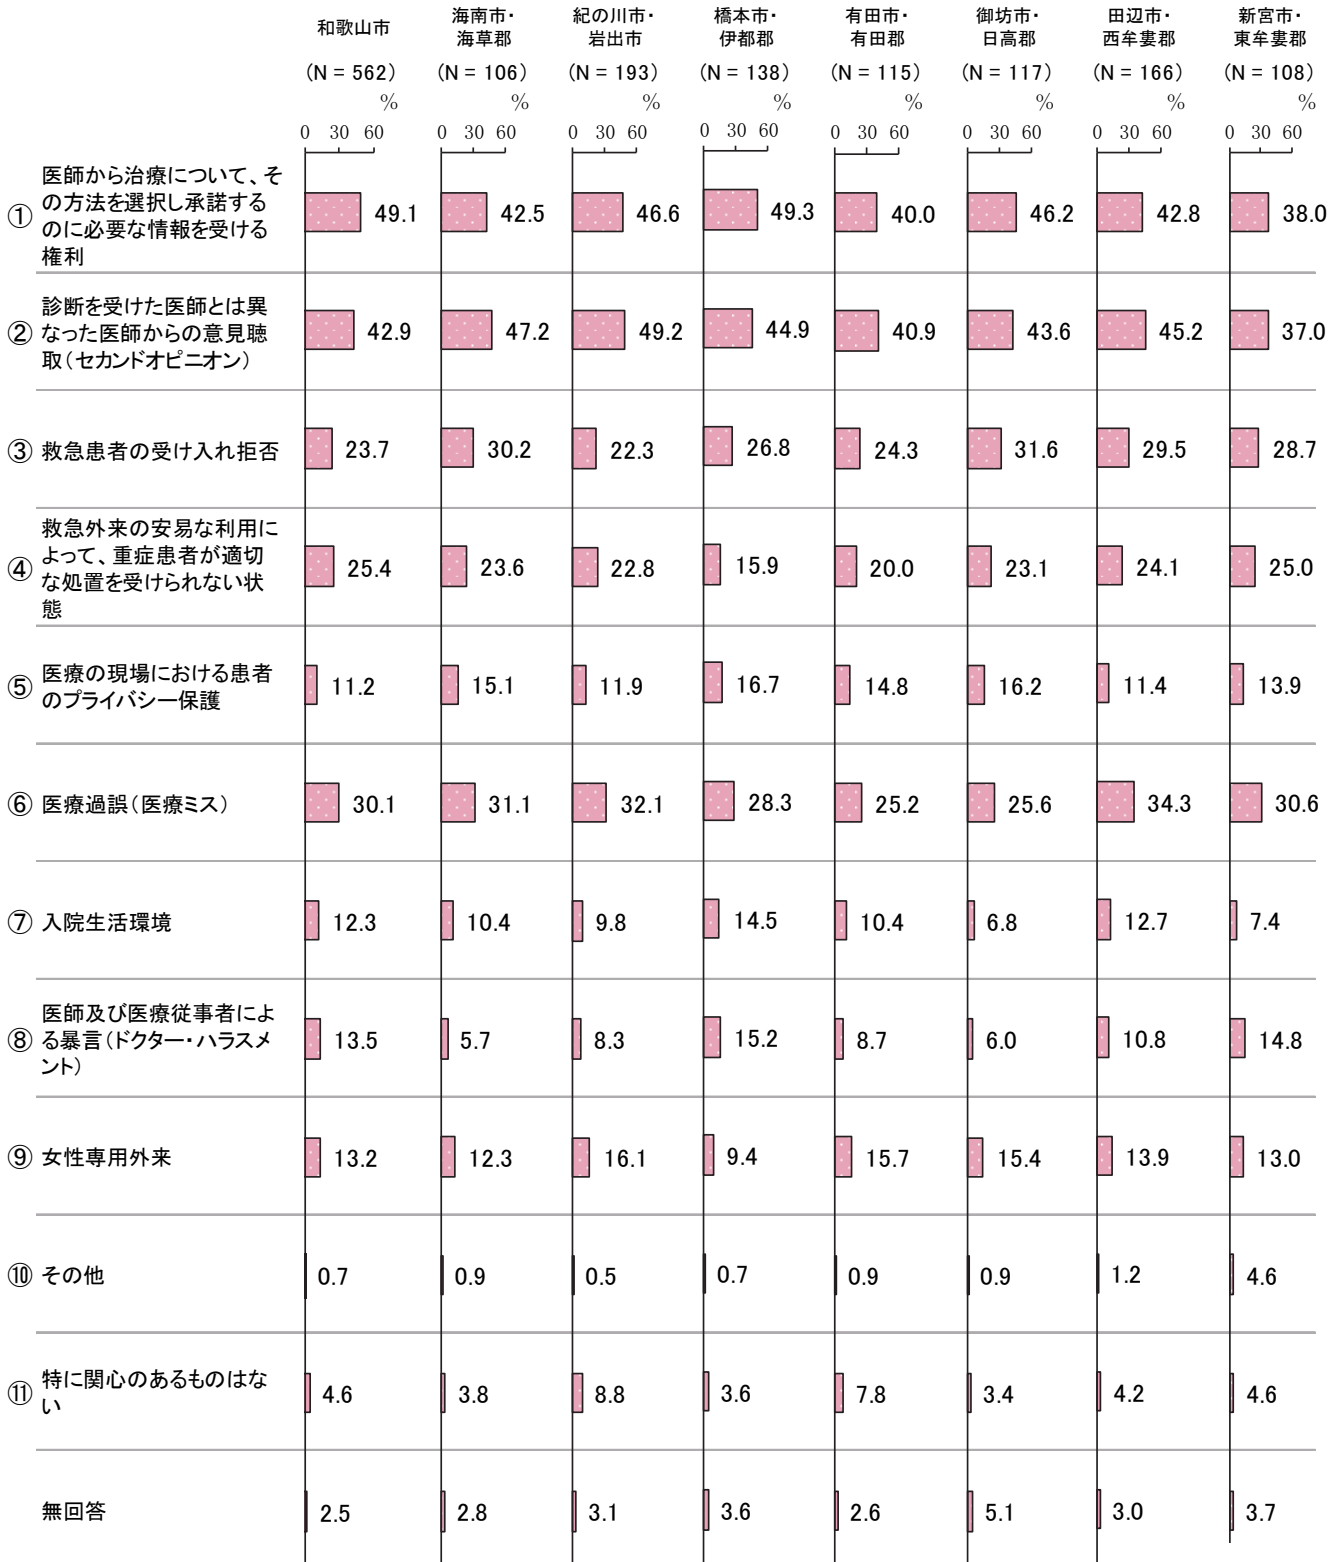 和歌山市
海南市・
海草郡
紀の川市・
岩出市
橋本市・
伊都郡
有田市・
有田郡
御坊市・
日高郡
田辺市・
西牟婁郡
新宮市・
東牟婁郡
(N = 562) (N = 106) (N = 193) (N = 138) (N = 115) (N = 117) (N = 166) (N = 108)
% % % % % % % %
0 30 60 0 30 60 0 30 60 0 30 60 0 30 60 0 30 60 0 30 60 0 30 60
① 医師から治療について、そ
の方法を選択し承諾する
のに必要な情報を受ける
権利
49.1 42.5 46.6 49.3 40.0 46.2 42.8 38.0
② 診断を受けた医師とは異
なった医師からの意見聴
取(セカンドオピニオン)
42.9 47.2 49.2 44.9 40.9 43.6 45.2 37.0
③ 救急患者の受け入れ拒否
23.7 30.2 22.3 26.8 24.3 31.6 29.5 28.7
④ 救急外来の安易な利用に
よって、重症患者が適切
な処置を受けられない状
態
25.4 23.6 22.8 15.9 20.0 23.1 24.1 25.0
⑤ 医療の現場における患者
のプライバシー保護
11.2 15.1 11.9 16.7 14.8 16.2 11.4 13.9
⑥ 医療過誤(医療ミス)
30.1 31.1 32.1 28.3 25.2 25.6 34.3 30.6
⑦ 入院生活環境
12.3 10.4 9.8 14.5 10.4 6.8 12.7 7.4
⑧ 医師及び医療従事者によ
る暴言(ドクター・ハラスメ
ント)
13.5 5.7 8.3 15.2 8.7 6.0 10.8 14.8
⑨ 女性専用外来
13.2 12.3 16.1 9.4 15.7 15.4 13.9 13.0
⑩ その他
0.7 0.9 0.5 0.7 0.9 0.9 1.2 4.6
⑪ 特に関心のあるものはな
い
4.6 3.8 8.8 3.6 7.8 3.4 4.2 4.6
無回答
2.5 2.8 3.1 3.6 2.6 5.1 3.0 3.7